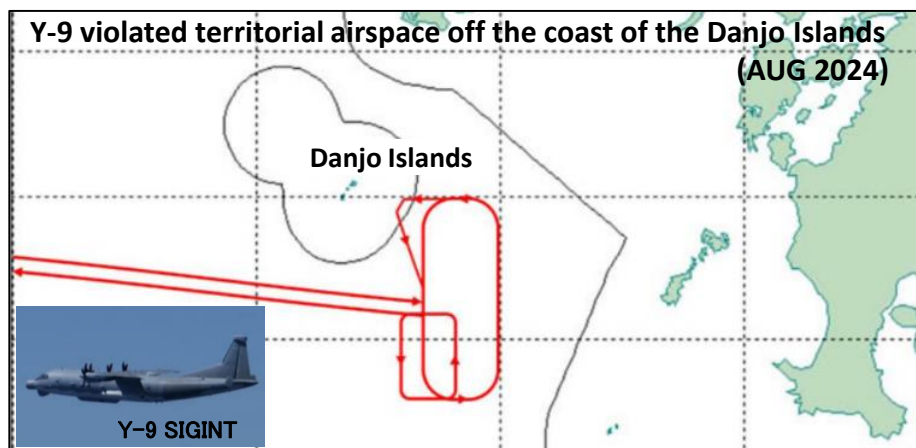 Y-9 violated territorial airspace off the coast of the Danjo Islands
(AUG 2024)
Danjo Islands
Y-9 SIGINT